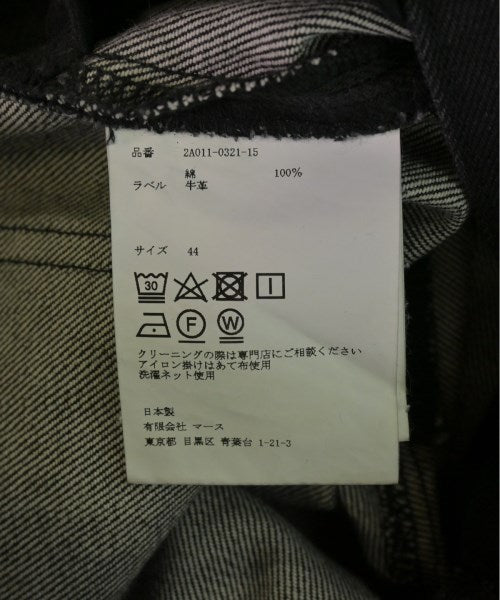 品番 2A011-0321-15
綿 100%
ラベル 牛革
サイズ 44
30
F W
クリーニングの際は専門店にご相談ください
アイロン掛けはあて布使用
洗濯ネット使用
日本製
有限会社 マース
東京都 目黒区 青葉台 1-21-3